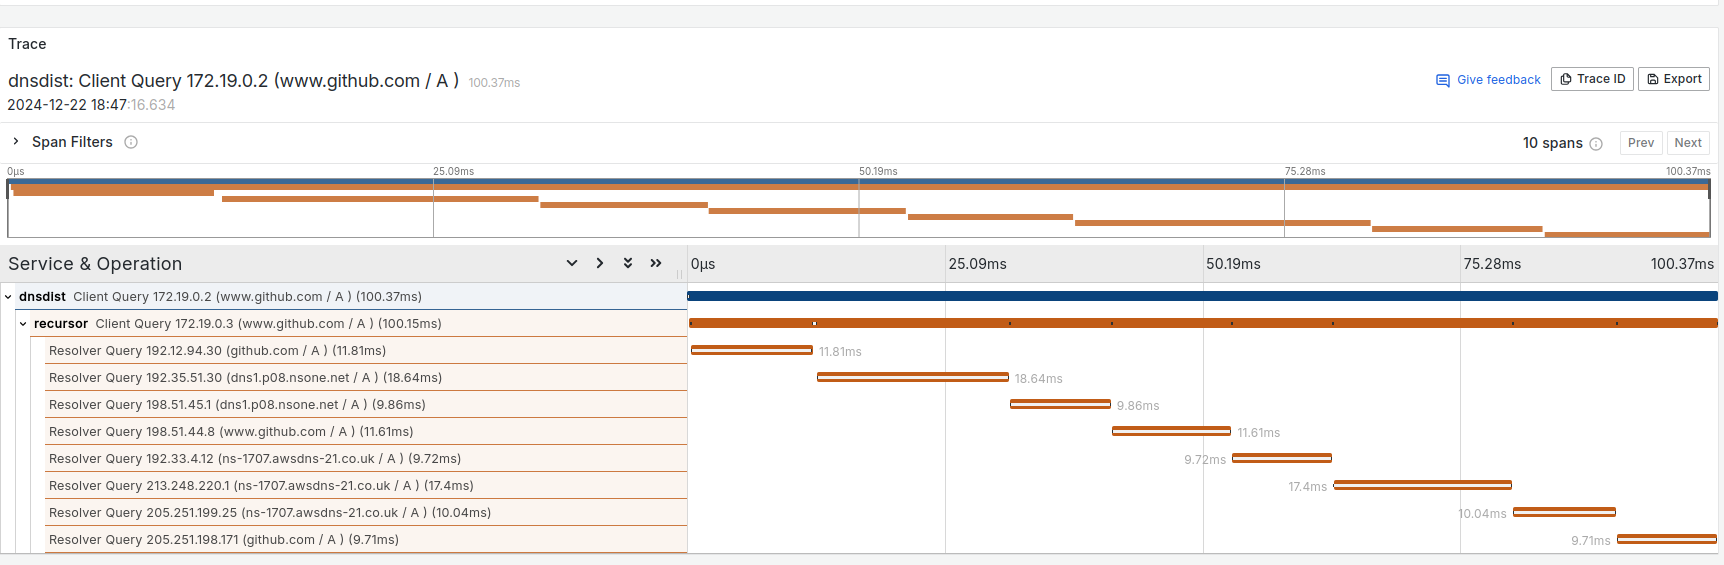 Trace
dnsdist: Client Query 172.19.0.2 (www.github.com / A ) 100.37ms
Give feedback Trace ID Export
2024-12-22 18:47:16.634
Span Filters 10 spans Prev Next
0μs 25.09ms 50.19ms 75.28ms 100.37ms
Service & Operation 0μs 25.09ms 50.19ms 75.28ms 100.37ms
dnsdist Client Query 172.19.0.2 (www.github.com / A ) (100.37ms)
recursor Client Query 172.19.0.3 (www.github.com / A ) (100.15ms)
Resolver Query 192.12.94.30 (github.com / A ) (11.81ms) 11.81ms
Resolver Query 192.35.51.30 (dns1.p08.nsone.net / A ) (18.64ms) 18.64ms
Resolver Query 198.51.45.1 (dns1.p08.nsone.net / A ) (9.86ms) 9.86ms
Resolver Query 198.51.44.8 (www.github.com / A ) (11.61ms) 11.61ms
Resolver Query 192.33.4.12 (ns-1707.awsdns-21.co.uk / A ) (9.72ms) 9.72ms
Resolver Query 213.248.220.1 (ns-1707.awsdns-21.co.uk / A ) (17.4ms) 17.4ms
Resolver Query 205.251.199.25 (ns-1707.awsdns-21.co.uk / A ) (10.04ms) 10.04ms
Resolver Query 205.251.198.171 (github.com / A ) (9.71ms) 9.71ms